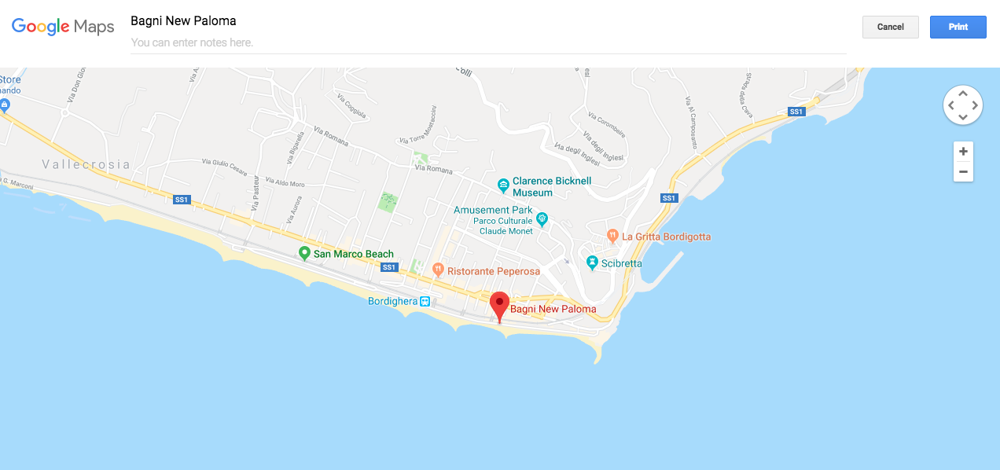 Google Maps
Bagni New Paloma
You can enter notes here.
Cancel
Print
Store
nando
Via Don Gio
Via A
Colli
SS1
Via Coggiola
Via Torre Mostaccini
Via Romana
Via Bigarella
Via degli Inglesi
Via degli Inglesi
Via Corombeire
Via Al Camposanto
Strada della Cava
Vallecrosia
Via Giulio Cesare
Via Romana
Via Aldo Moro
Via Pasteur
Via Aurora
G. Marconi
SS1
Clarence Bicknell
Museum
SS1
Amusement Park
Parco Culturale
Claude Monet
La Gritta Bordigotta
San Marco Beach
SS1
Ristorante Peperosa
Scibretta
Bordighera
Bagni New Paloma